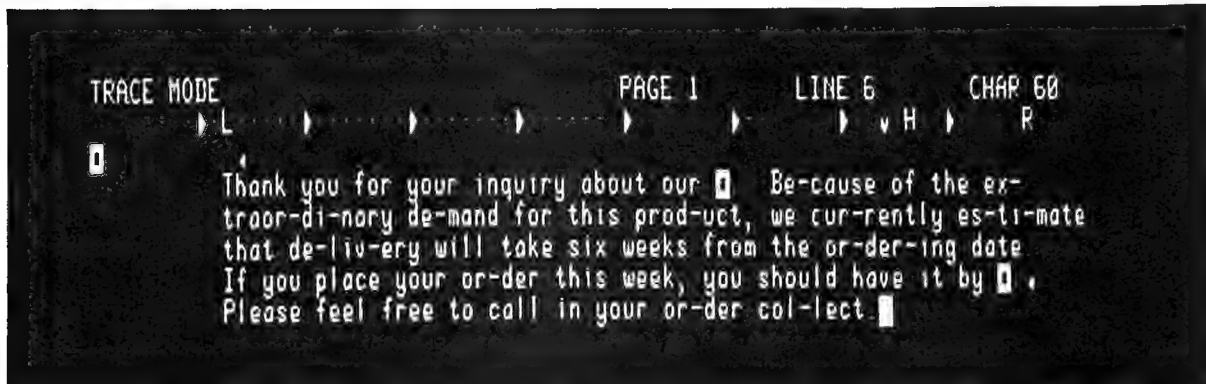 TRACE MODE PAGE 1 LINE 6 CHAR 60
L H R
Thank you for your inquiry about our Be-cause of the ex-
traor-di-nary de-mand for this prod-uct, we cur-rently es-ti-mate
that de-liv-ery will take six weeks from the or-der-ing date
If you place your or-der this week, you should have it by .
Please feel free to call in your or-der col-lect.